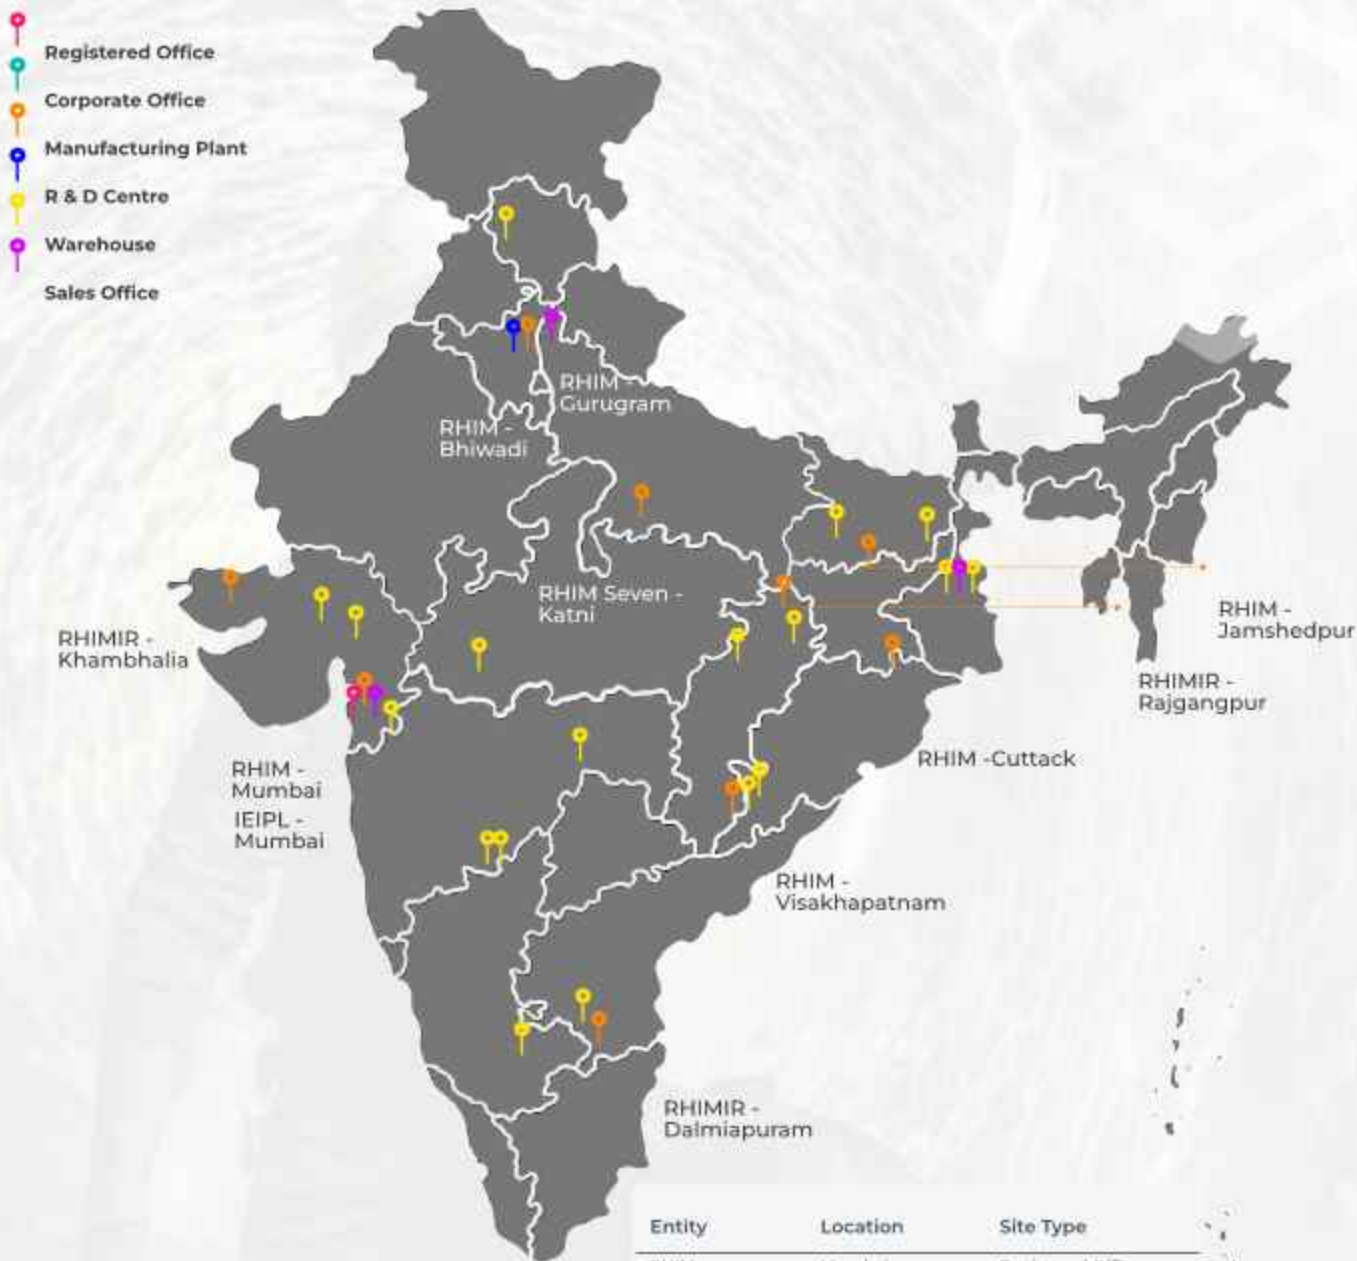 Registered Office
Corporate Office
Manufacturing Plant
R & D Centre
Warehouse
Sales Office
RHIM -
Gurugram
RHIM -
Bhiwadi
RHIM Seven -
Katni
RHIMIR -
Khambhalia
RHIM -
Jamshedpur
RHIMIR -
Rajgangpur
RHIM -Cuttack
RHIM -
Mumbai
IEIPL -
Mumbai
RHIM -
Visakhapatnam
RHIMIR -
Dalmiapuram
Entity Location Site Type